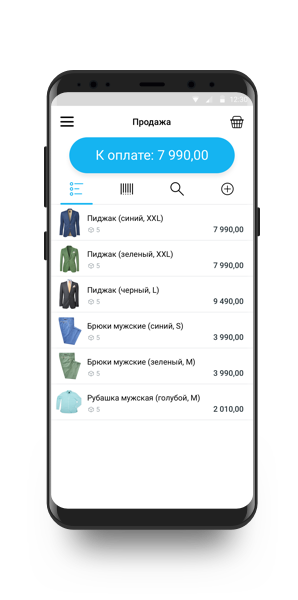 12:30
Продажа
К оплате: 7 990,00
Пиджак (синий, XXL)
5
7 990,00
Пиджак (зеленый, XXL)
5
7 990,00
Пиджак (черный, L)
5
9 490,00
Брюки мужские (синий, S)
5
3 990,00
Брюки мужские (зеленый, M)
5
3 990,00
Рубашка мужская (голубой, M)
5
2 010,00